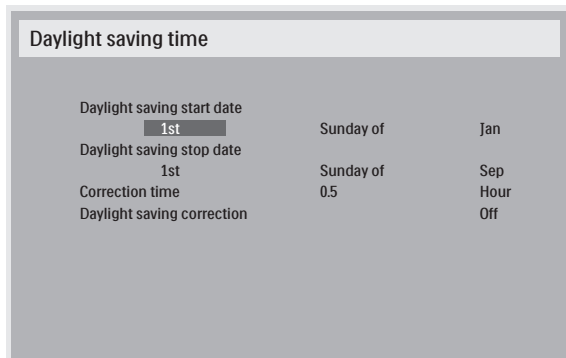 Daylight saving time
Daylight saving start date
1st Sunday of Jan
Daylight saving stop date
1st Sunday of Sep
Correction time 0.5 Hour
Daylight saving correction Off